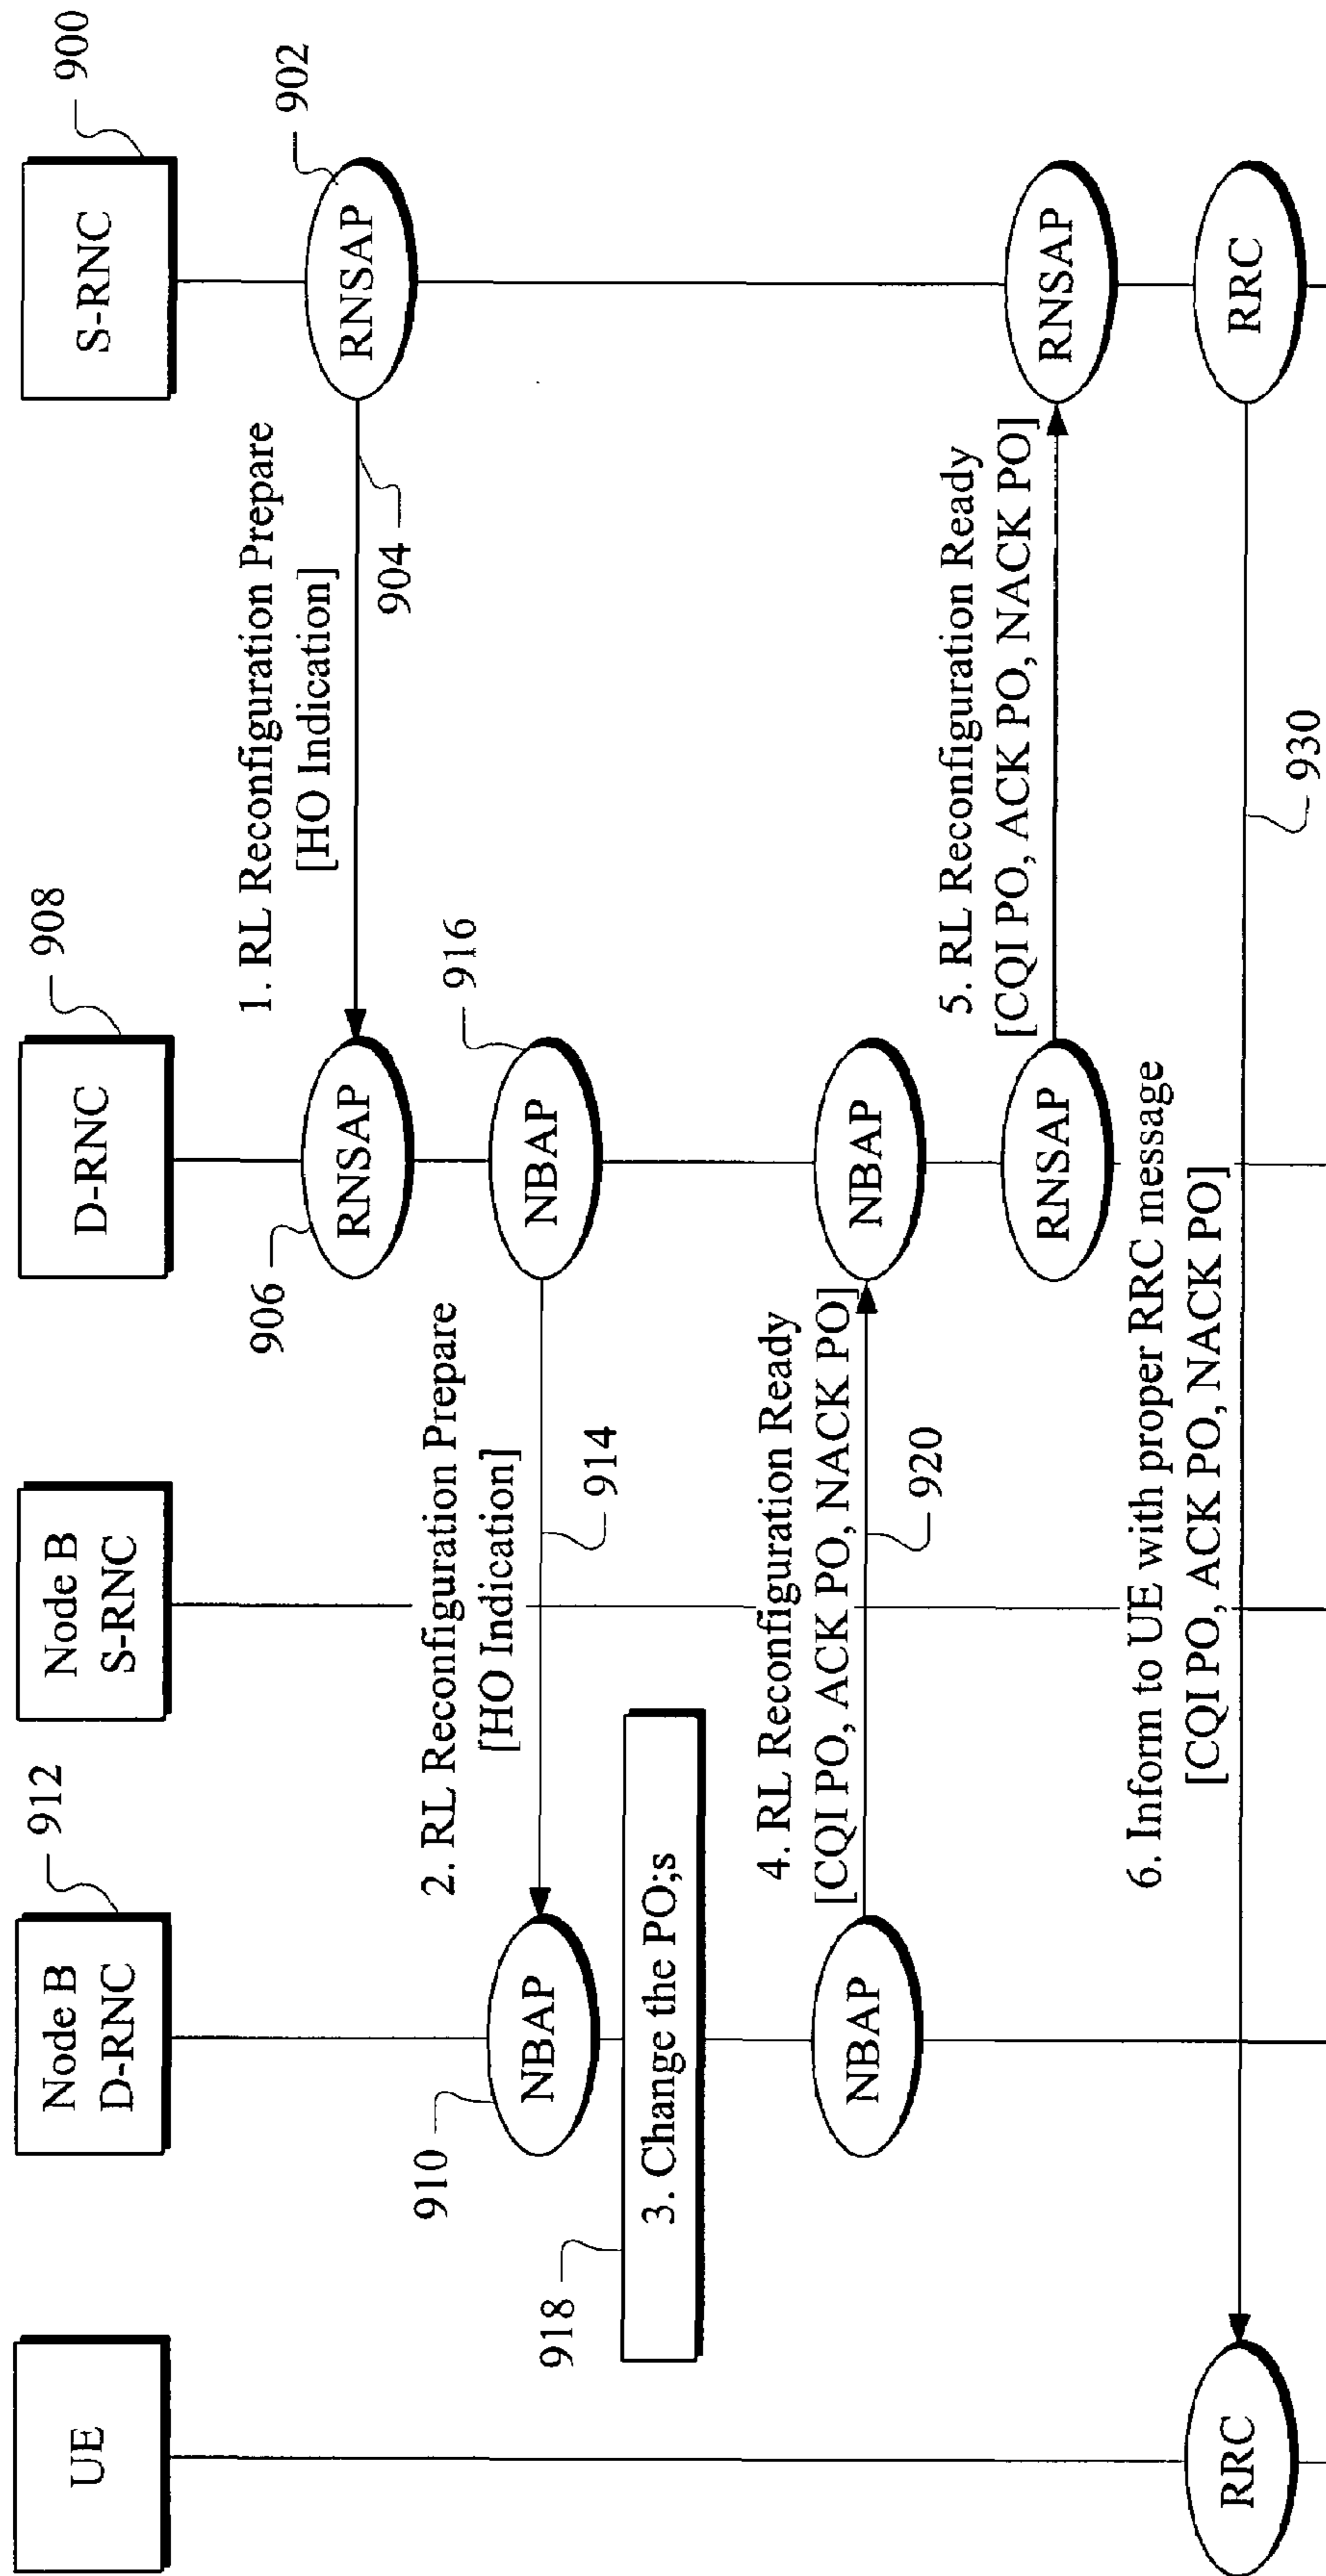 UE
Node B
D-RNC
912
Node B
S-RNC
D-RNC
908
S-RNC
900
1. RL Reconfiguration Prepare
[HO Indication]
904
906
RNSAP
RNSAP
902
2. RL Reconfiguration Prepare
[HO Indication]
914
910
NBAP
NBAP
916
918
3. Change the PO;s
4. RL Reconfiguration Ready
[CQI PO, ACK PO, NACK PO]
920
NBAP
NBAP
5. RL Reconfiguration Ready
[CQI PO, ACK PO, NACK PO]
RNSAP
RNSAP
6. Inform to UE with proper RRC message
[CQI PO, ACK PO, NACK PO]
RRC
RRC
930